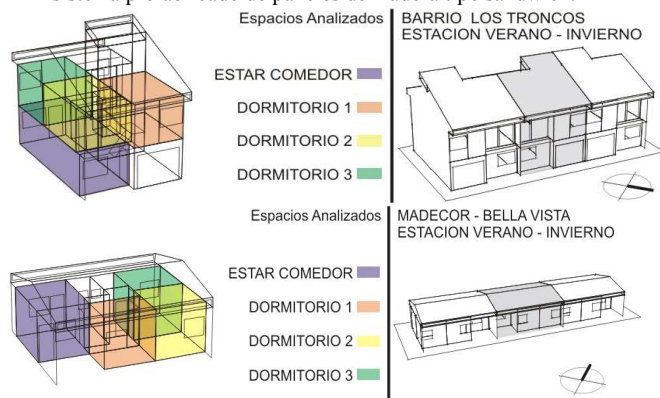 Espacios Analizados
ESTAR COMEDOR
DORMITORIO 1
DORMITORIO 2
DORMITORIO 3
BARRIO LOS TRONCOS
ESTACION VERANO - INVIERNO
Espacios Analizados
ESTAR COMEDOR
DORMITORIO 1
DORMITORIO 2
DORMITORIO 3
MADECOR - BELLA VISTA
ESTACION VERANO - INVIERNO